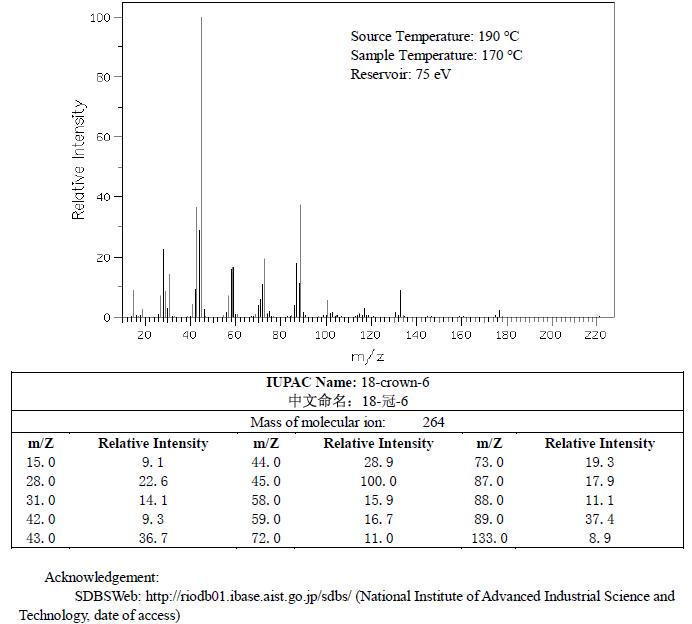 100
80
60
40
20
0
Relative Intensity
Source Temperature: 190 °C
Sample Temperature: 170 °C
Reservoir: 75 eV
20 40 60 80 100 120 140 160 180 200 220
m/z
IUPAC Name: 18-crown-6
中文命名：18-冠-6
Mass of molecular ion: 264
m/Z Relative Intensity m/Z Relative Intensity m/Z Relative Intensity
15.0 9.1 44.0 28.9 73.0 19.3
28.0 22.6 45.0 100.0 87.0 17.9
31.0 14.1 58.0 15.9 88.0 11.1
42.0 9.3 59.0 16.7 89.0 37.4
43.0 36.7 72.0 11.0 133.0 8.9
Acknowledgement:
SDBSWeb: http://riodb01.ibase.aist.go.jp/sdbs/ (National Institute of Advanced Industrial Science and
Technology, date of access)